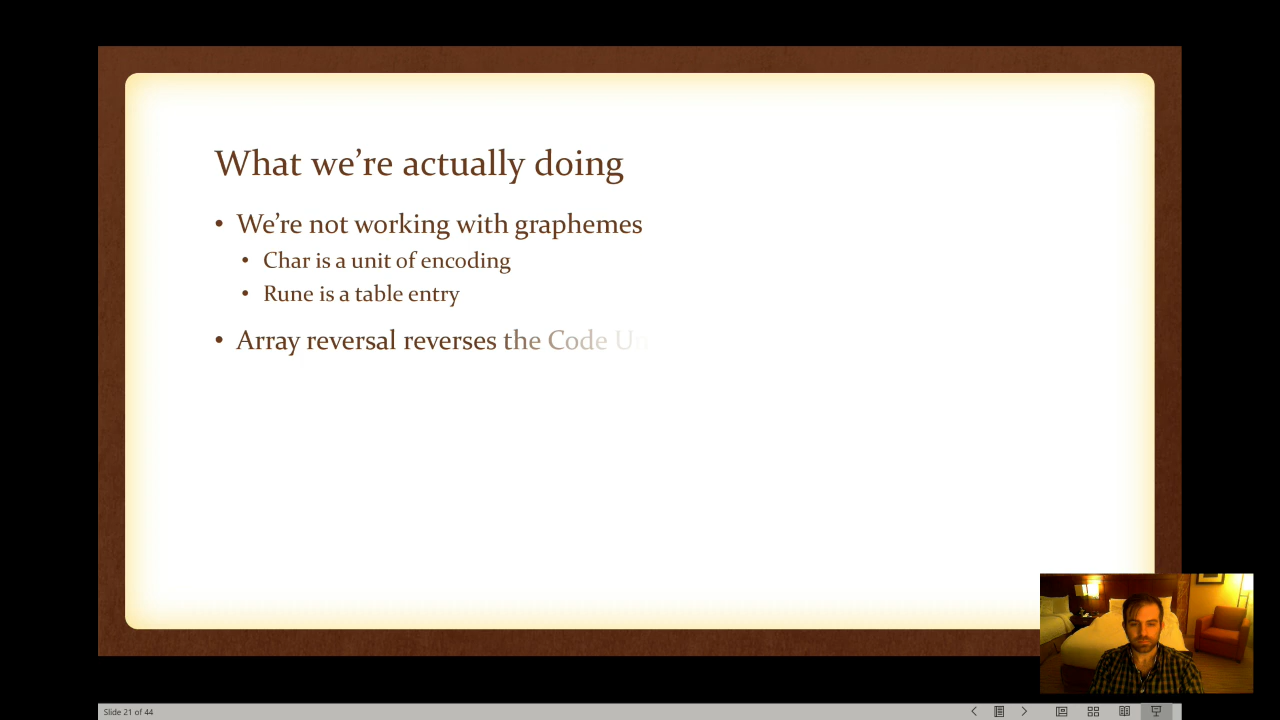 What we’re actually doing
• We’re not working with graphemes
• Char is a unit of encoding
• Rune is a table entry
• Array reversal reverses the Code
Slide 21 of 44